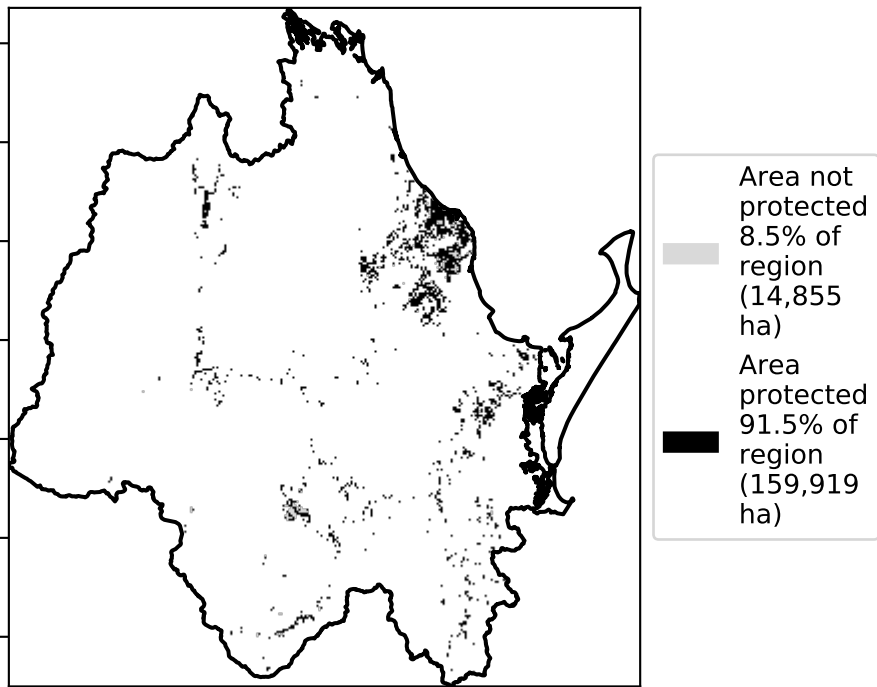 Area not
protected
8.5% of
region
(14,855
ha)
Area
protected
91.5% of
region
(159,919
ha)